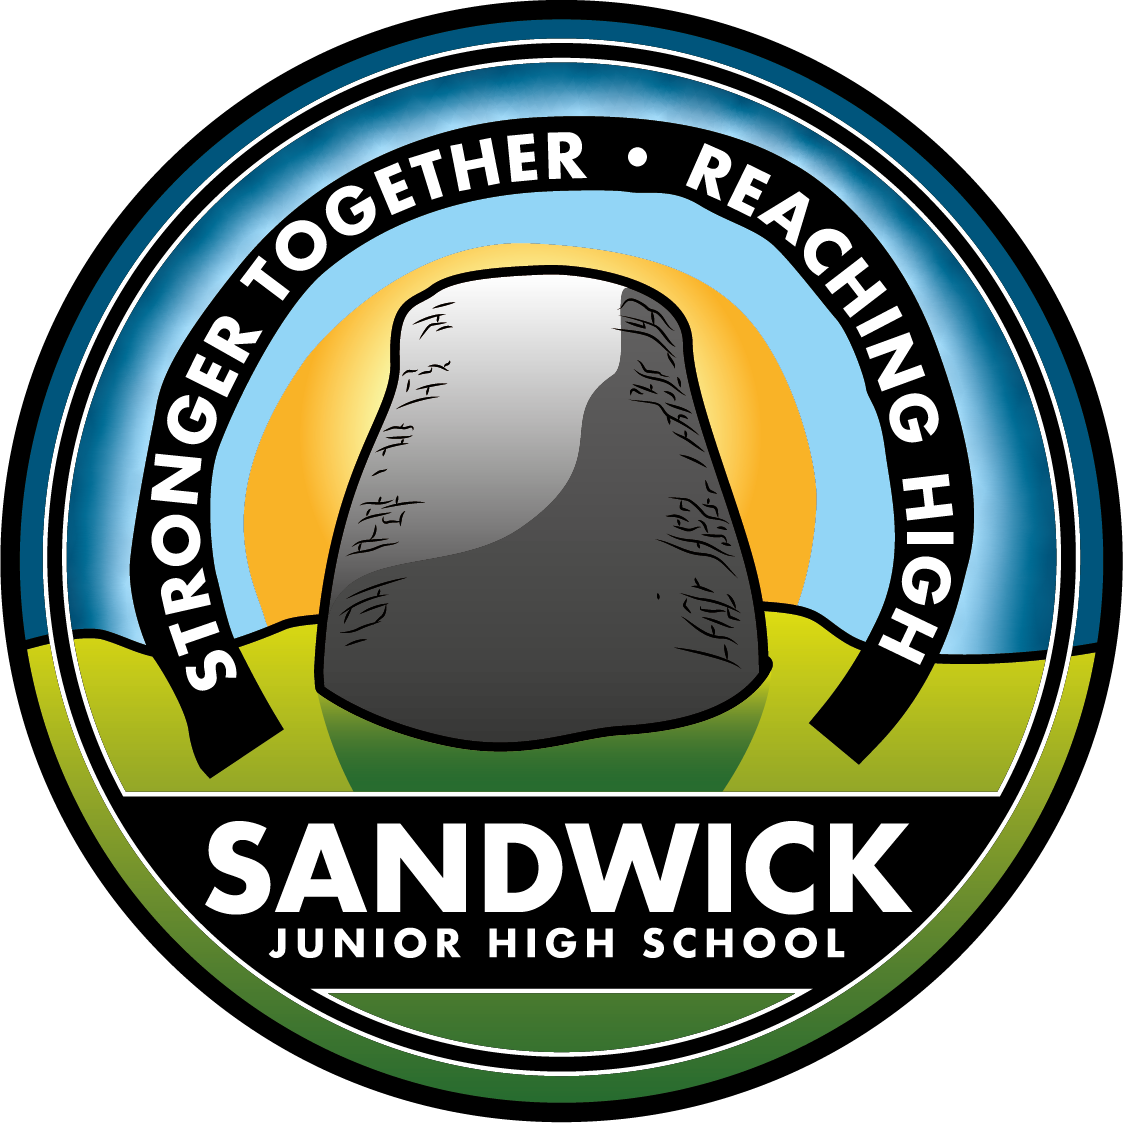 STRONGER TOGETHER • REACHING HIGH
SANDWICK
JUNIOR HIGH SCHOOL